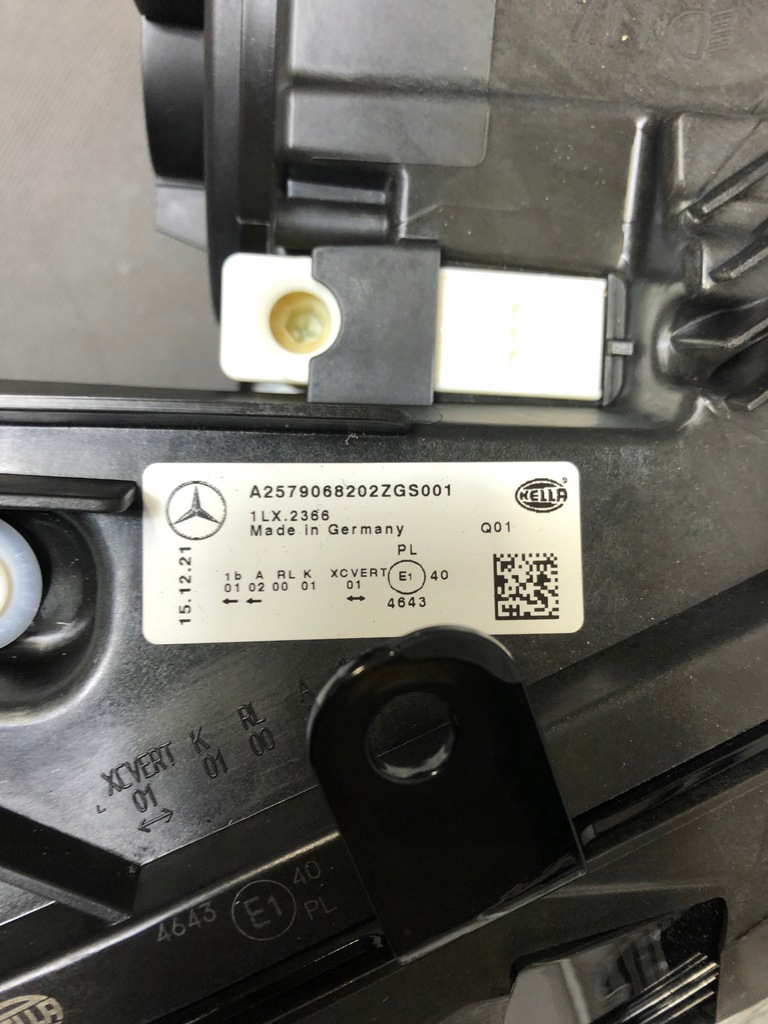 A2579068202ZGS001
HELLA
®
1LX.2366
Made in Germany
Q01
15.12.21
PL
1b A RL K XCVERT
01 02 00 01 01
E1 40
← ← ↔
4643
XCVERT K RL A
01 01 00
↔
4643 E1 40
PL
HELLA